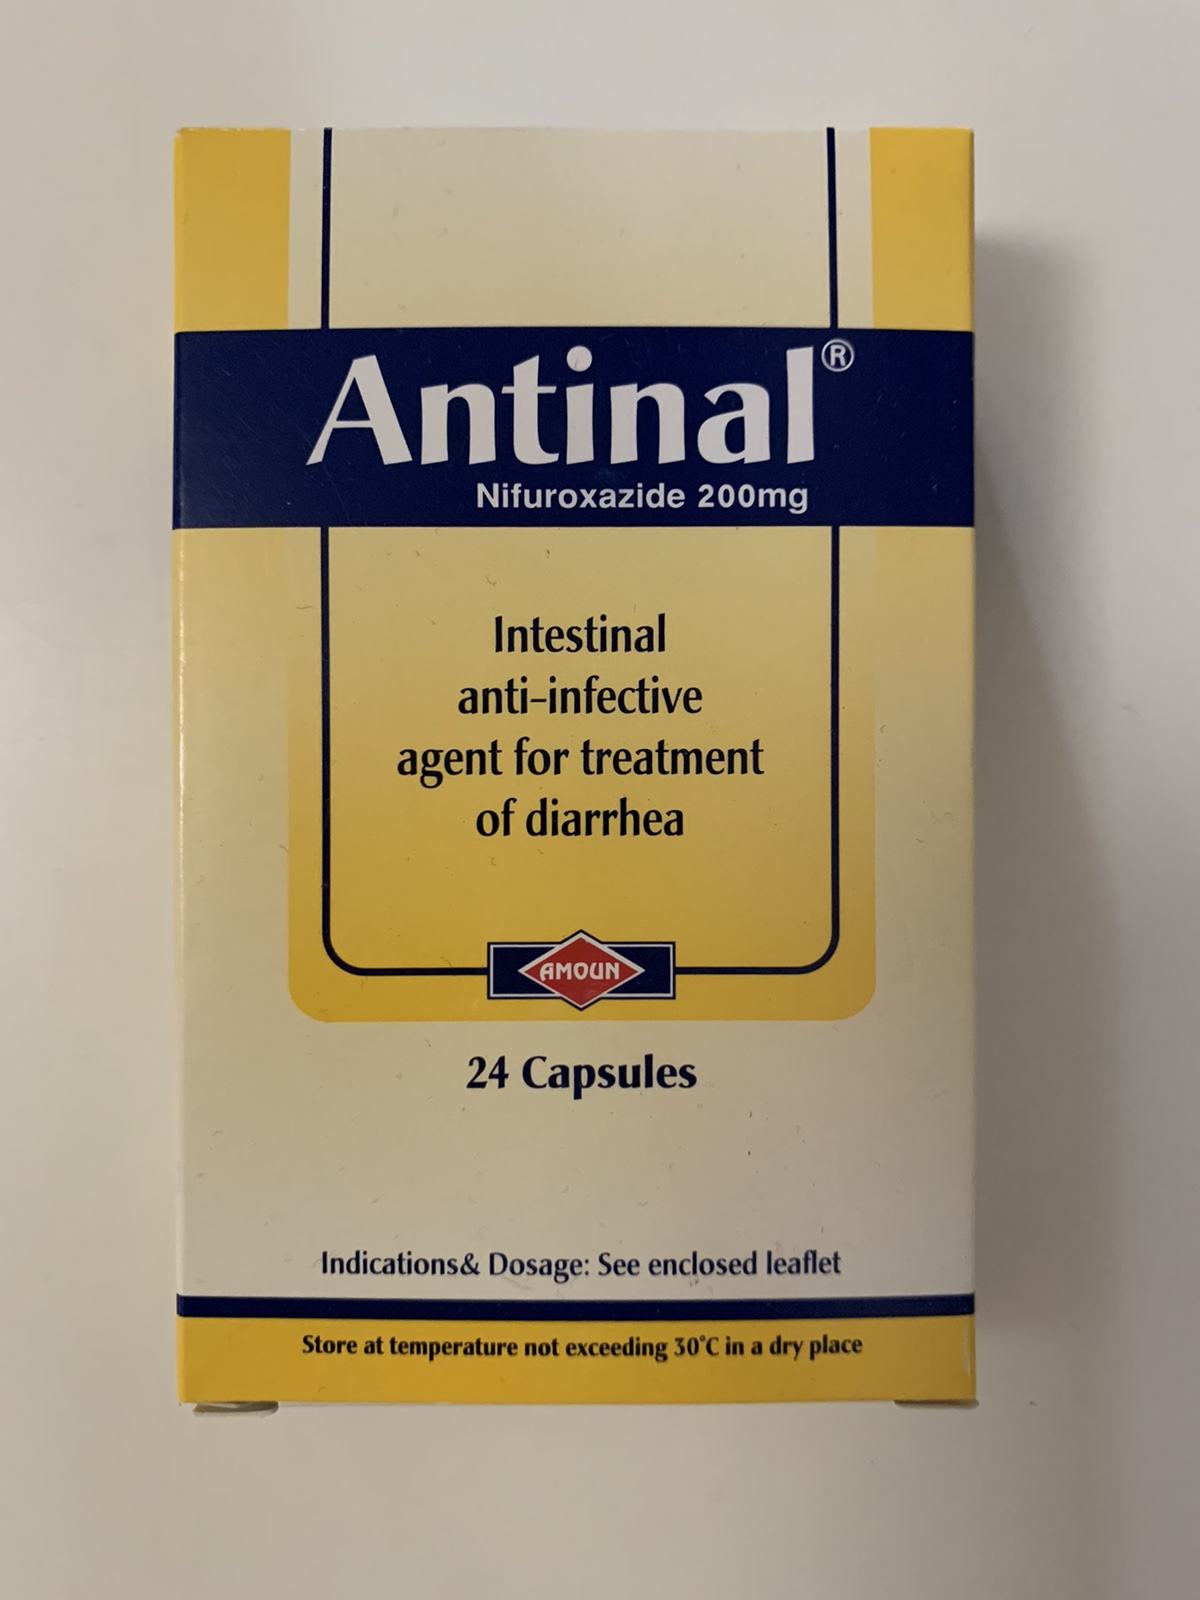 Antinal®
Nifuroxazide 200mg
Intestinal
anti-infective
agent for treatment
of diarrhea
AMOUN
24 Capsules
Indications& Dosage: See enclosed leaflet
Store at temperature not exceeding 30°C in a dry place